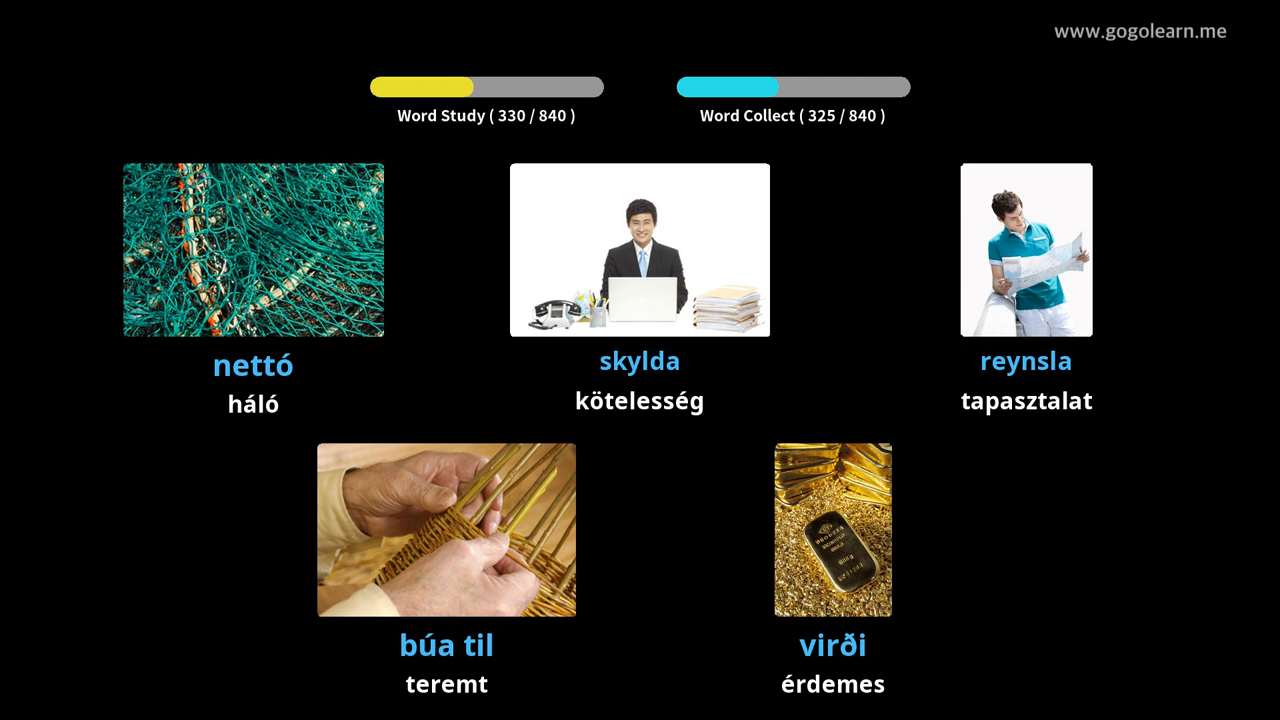 www.gogolearn.me
Word Study ( 330 / 840 )
Word Collect ( 325 / 840 )
nettó
háló
skylda
kötelesség
reynsla
tapasztalat
búa til
teremt
virði
érdemes